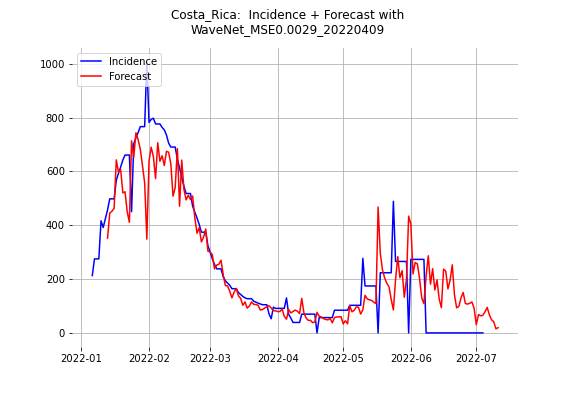 Costa_Rica:  Incidence + Forecast with
WaveNet_MSE0.0029_20220409
Incidence
Forecast
1000
800
600
400
200
0
2022-01 2022-02 2022-03 2022-04 2022-05 2022-06 2022-07